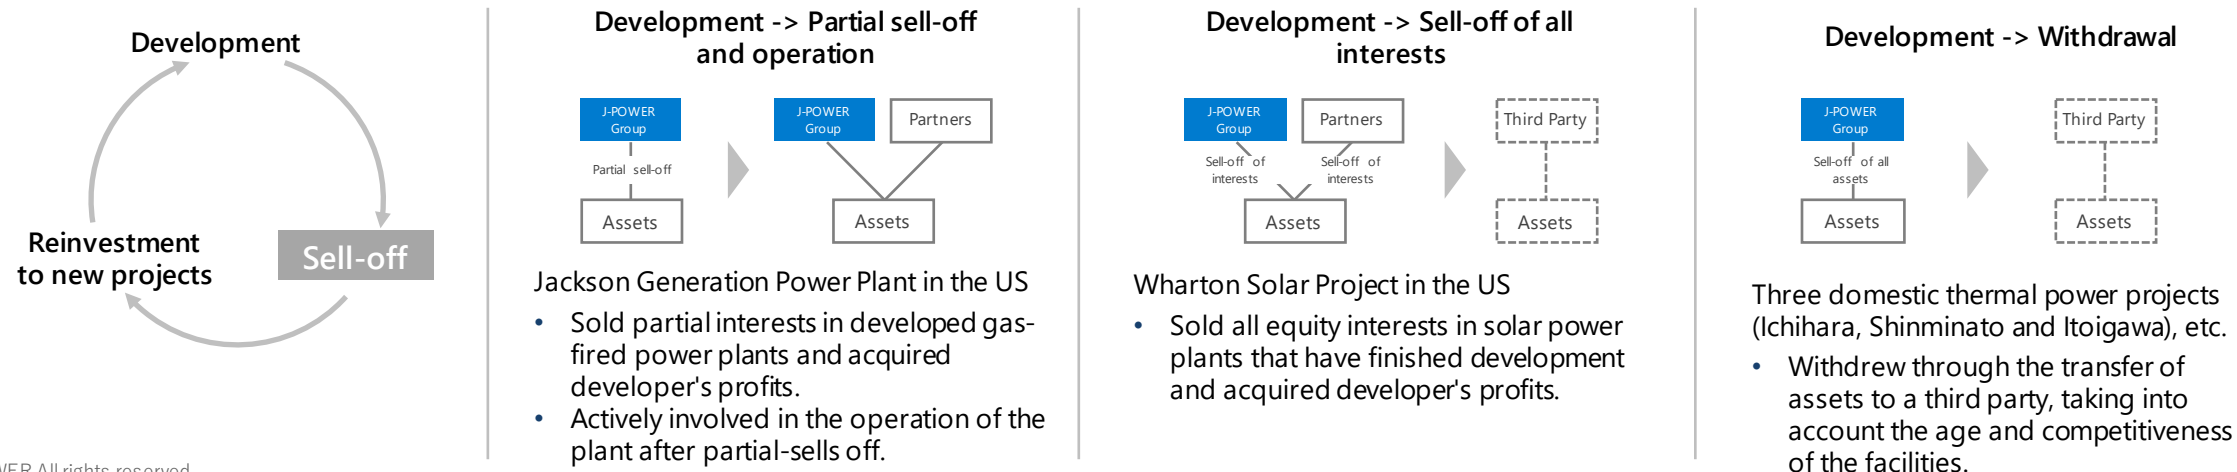 Development
Reinvestment
to new projects
Sell-off
Development -> Partial sell-off
and operation
J-POWER
Group
Partial sell-off
Assets
J-POWER
Group
Partners
Assets
Jackson Generation Power Plant in the US
• Sold partial interests in developed gas-
fired power plants and acquired
developer's profits.
• Actively involved in the operation of the
plant after partial-sells off.
Development -> Sell-off of all
interests
J-POWER
Group
Partners
Sell-off of
interests
Sell-off of
interests
Assets
Third Party
Assets
Wharton Solar Project in the US
• Sold all equity interests in solar power
plants that have finished development
and acquired developer's profits.
Development -> Withdrawal
J-POWER
Group
Sell-off of all
assets
Assets
Third Party
Assets
Three domestic thermal power projects
(Ichihara, Shinminato and Itoigawa), etc.
• Withdrew through the transfer of
assets to a third party, taking into
account the age and competitiveness
of the facilities.
All rights reserved